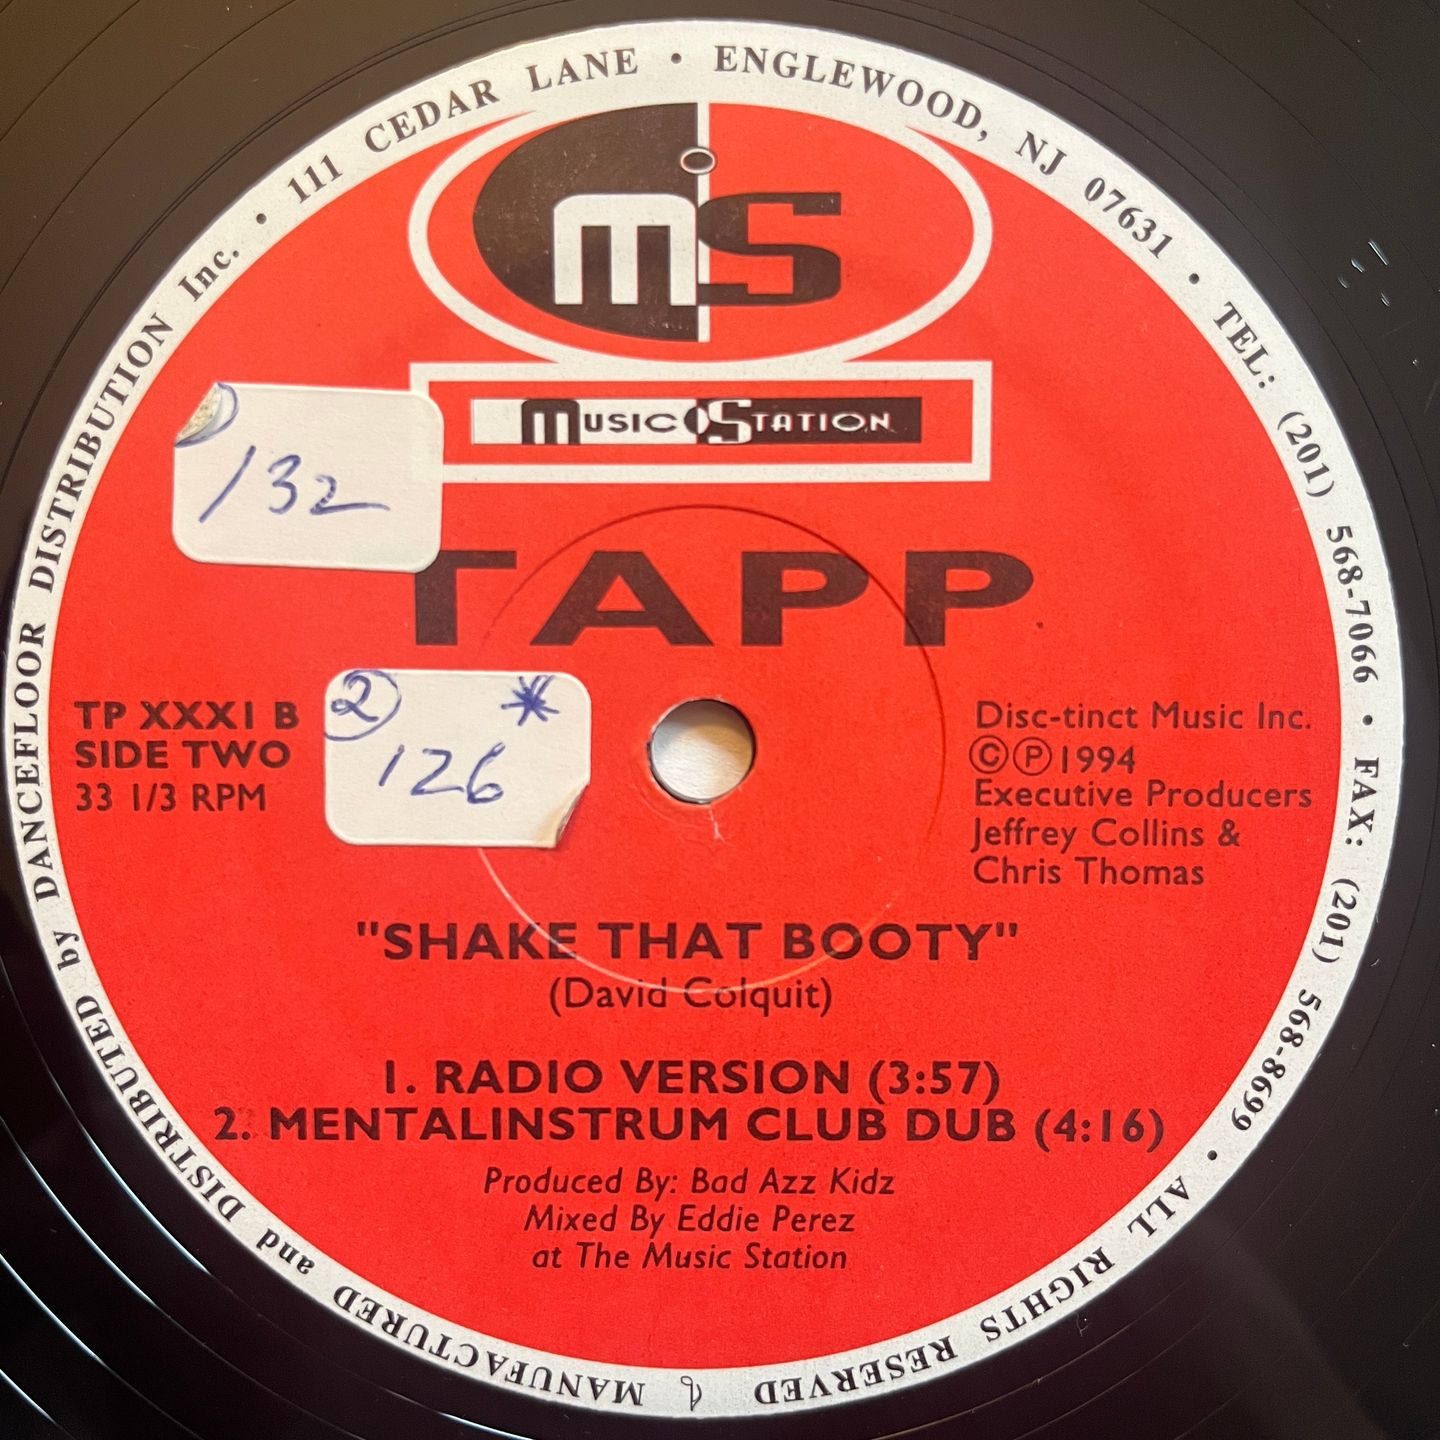 MANUFACTURED and DISTRIBUTED by DANCEFLOOR DISTRIBUTION Inc. • 111 CEDAR LANE • ENGLEWOOD, NJ 07631 • TEL: (201) 568-7066 • FAX: (201) 568-8699 • ALL RIGHTS RESERVED
mS
MUSIC STATION
132
TAPP
TP XXXI B
SIDE TWO
33 1/3 RPM
2 *
126
Disc-tinct Music Inc.
©℗1994
Executive Producers
Jeffrey Collins &
Chris Thomas
"SHAKE THAT BOOTY"
(David Colquit)
1. RADIO VERSION (3:57)
2. MENTALINSTRUM CLUB DUB (4:16)
Produced By: Bad Azz Kidz
Mixed By Eddie Perez
at The Music Station